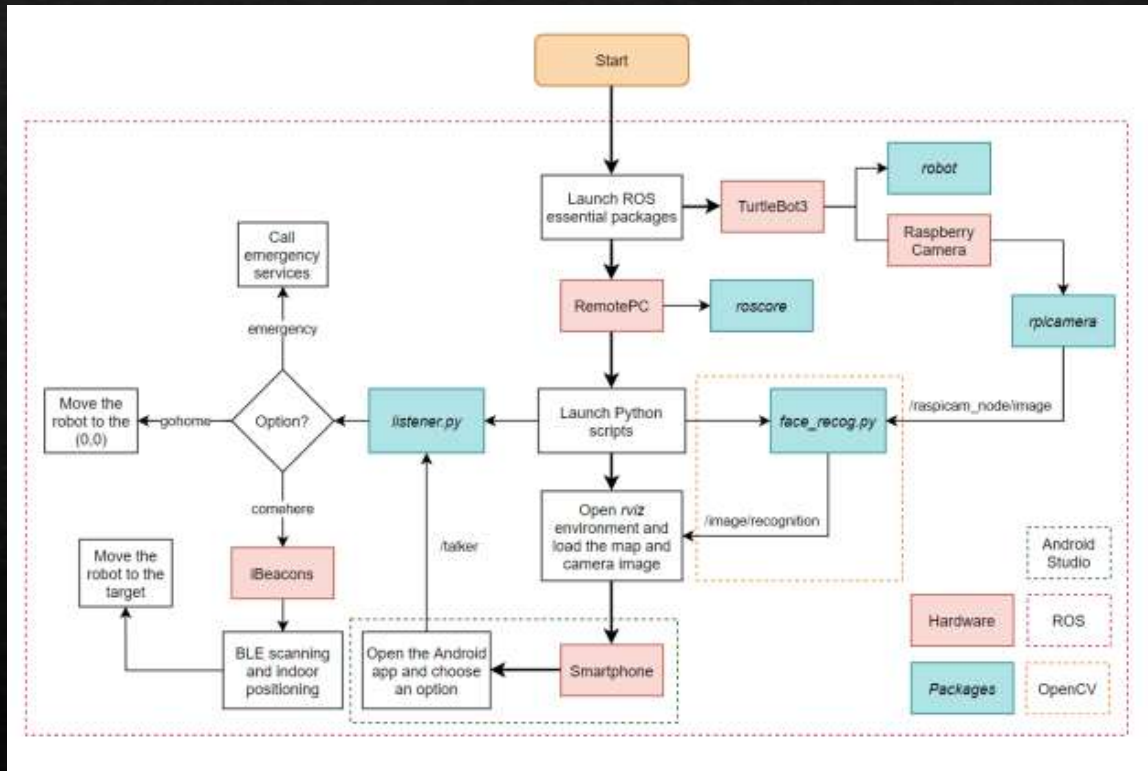 Start
Launch ROS
essential packages
TurtleBot3
robot
Raspberry
Camera
rpicamera
RemotePC
roscore
Call
emergency
services
emergency
Move the
robot to the
(0,0)
gohome
Option?
listener.py
Launch Python
scripts
face_recog.py
/raspicam_node/image
comehere
/talker
Open rviz
environment and
load the map and
camera image
/image/recognition
Move the
robot to the
target
iBeacons
BLE scanning
and indoor
positioning
Open the Android
app and choose
an option
Smartphone
Android
Studio
Hardware
ROS
Packages
OpenCV